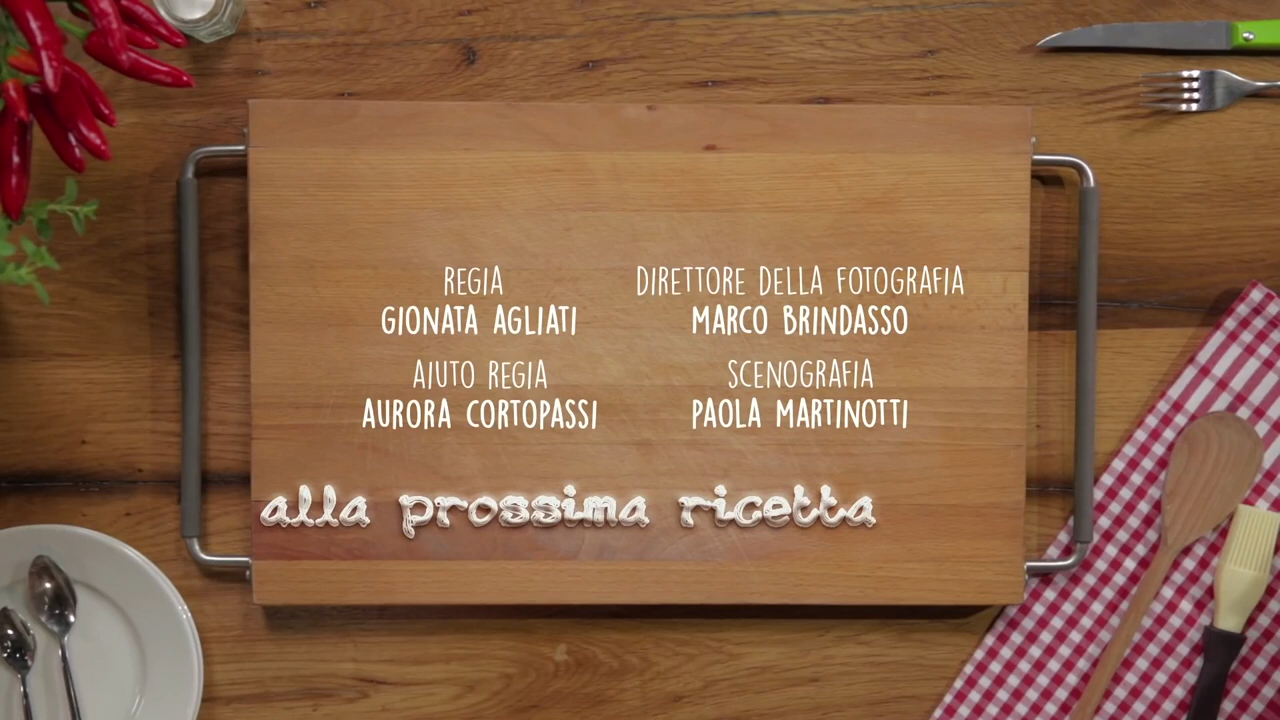 REGIA
GIONATA AGLIATI
AIUTO REGIA
AURORA CORTOPASSI
DIRETTORE DELLA FOTOGRAFIA
MARCO BRINDASSO
SCENOGRAFIA
PAOLA MARTINOTTI
alla prossima ricetta